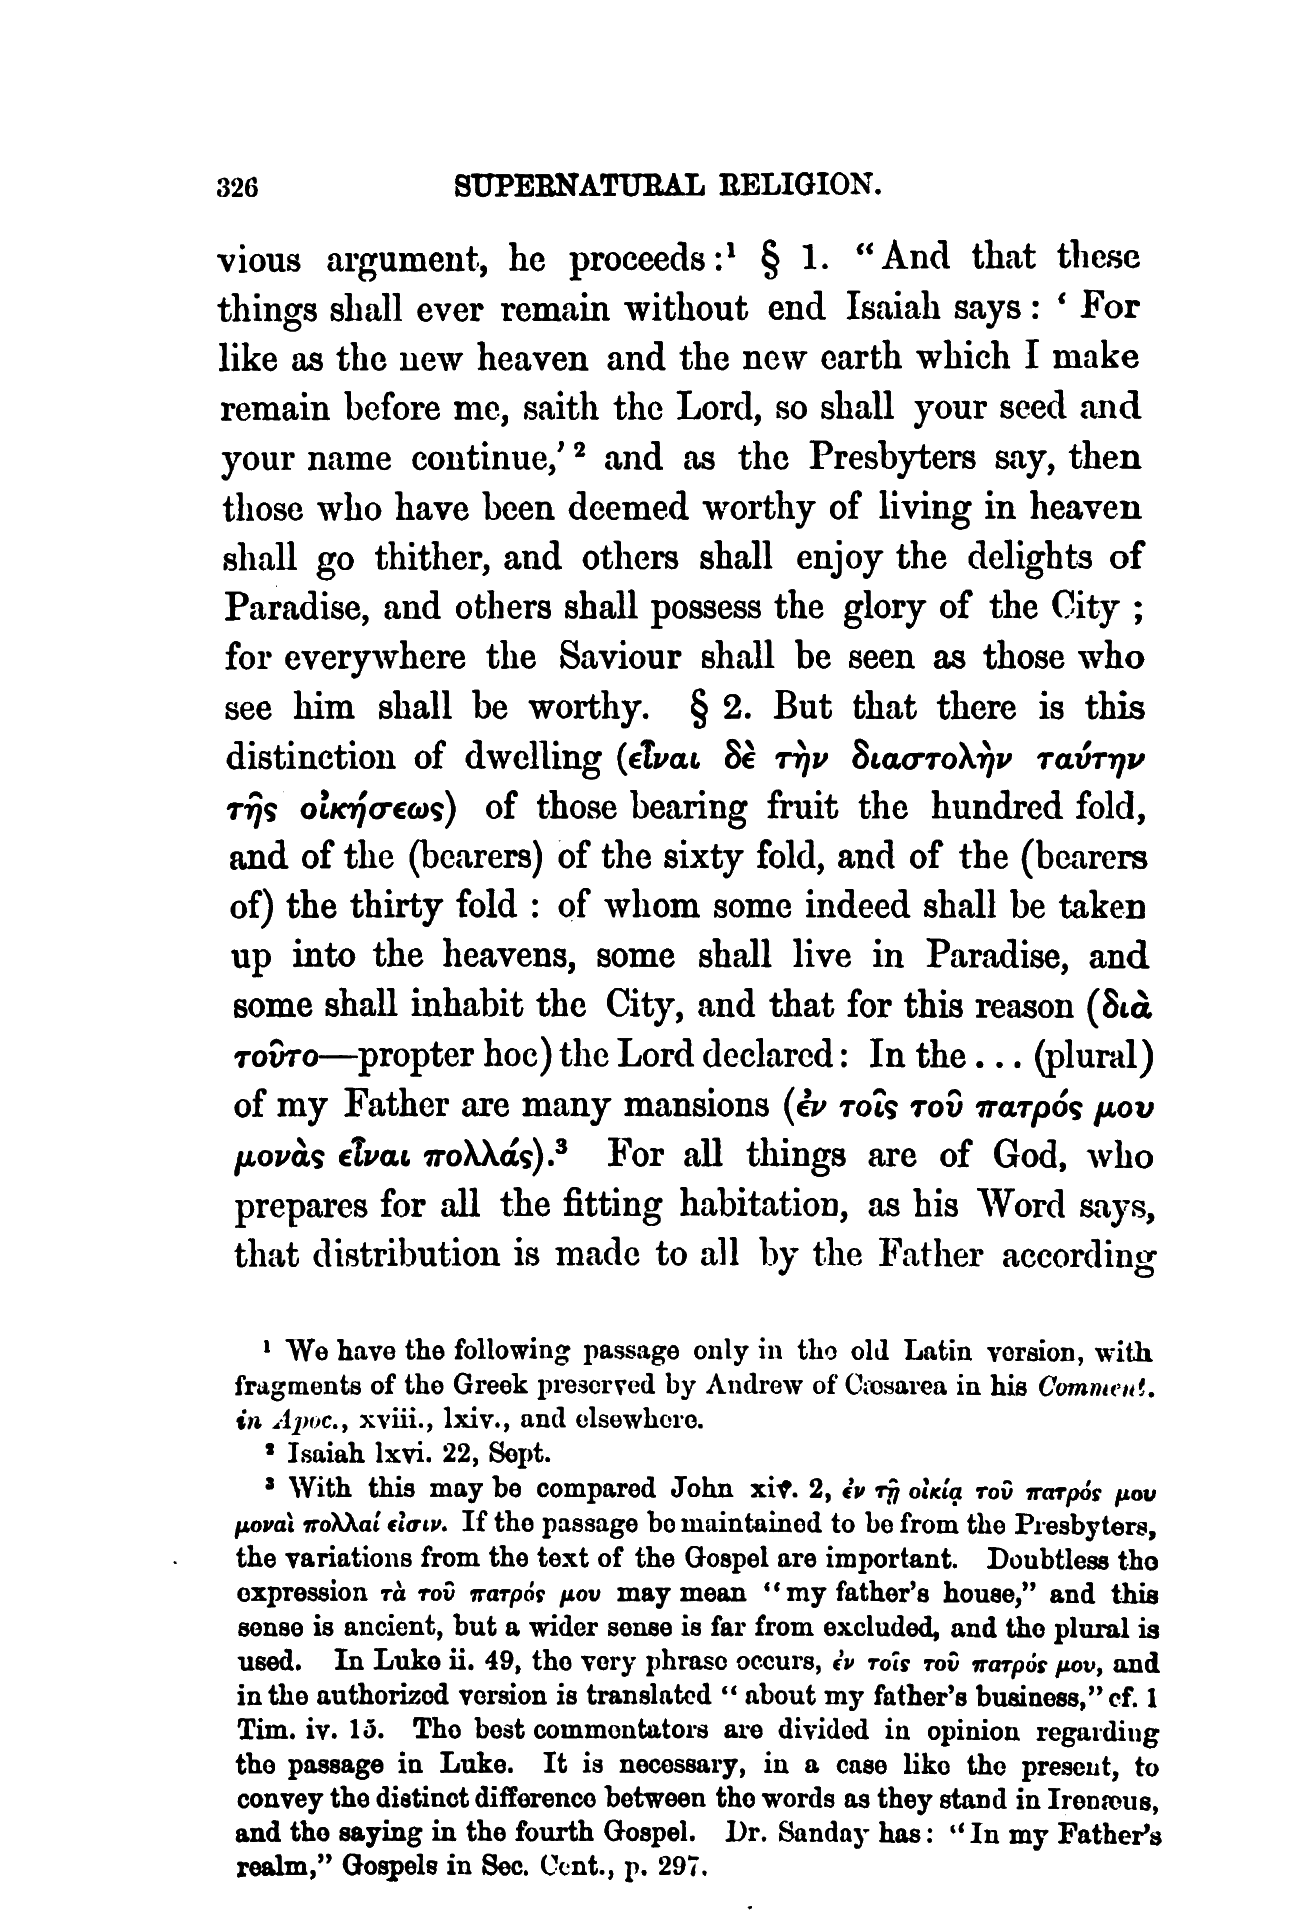 326 SUPERNATURAL RELIGION.
vious argument, he proceeds :¹ § 1. “And that these
things shall ever remain without end Isaiah says : ‘ For
like as the new heaven and the new earth which I make
remain before me, saith the Lord, so shall your seed and
your name continue,’ ² and as the Presbyters say, then
those who have been deemed worthy of living in heaven
shall go thither, and others shall enjoy the delights of
Paradise, and others shall possess the glory of the City ;
for everywhere the Saviour shall be seen as those who
see him shall be worthy. § 2. But that there is this
distinction of dwelling (εἶναι δὲ τὴν διαστολὴν ταύτην
τῆς οἰκήσεως) of those bearing fruit the hundred fold,
and of the (bearers) of the sixty fold, and of the (bearers
of) the thirty fold : of whom some indeed shall be taken
up into the heavens, some shall live in Paradise, and
some shall inhabit the City, and that for this reason (διὰ
τοῦτο—propter hoc) the Lord declared : In the . . . (plural)
of my Father are many mansions (ἐν τοῖς τοῦ πατρός μου
μονὰς εἶναι πολλάς).³ For all things are of God, who
prepares for all the fitting habitation, as his Word says,
that distribution is made to all by the Father according
¹ We have the following passage only in the old Latin version, with
fragments of the Greek preserved by Andrew of Cæsarea in his Comment.
in Apoc., xviii., lxiv., and elsewhere.
² Isaiah lxvi. 22, Sept.
³ With this may be compared John xiv. 2, ἐν τῇ οἰκίᾳ τοῦ πατρός μου
μοναὶ πολλαί εἰσιν. If the passage be maintained to be from the Presbyters,
the variations from the text of the Gospel are important. Doubtless the
expression τὰ τοῦ πατρός μου may mean “my father’s house,” and this
sense is ancient, but a wider sense is far from excluded, and the plural is
used. In Luke ii. 49, the very phrase occurs, ἐν τοῖς τοῦ πατρός μου, and
in the authorized version is translated “ about my father’s business,” cf. 1
Tim. iv. 15. The best commentators are divided in opinion regarding
the passage in Luke. It is necessary, in a case like the present, to
convey the distinct difference between the words as they stand in Irenæus,
and the saying in the fourth Gospel. Dr. Sanday has : “In my Father’s
realm,” Gospels in Sec. Cent., p. 297.